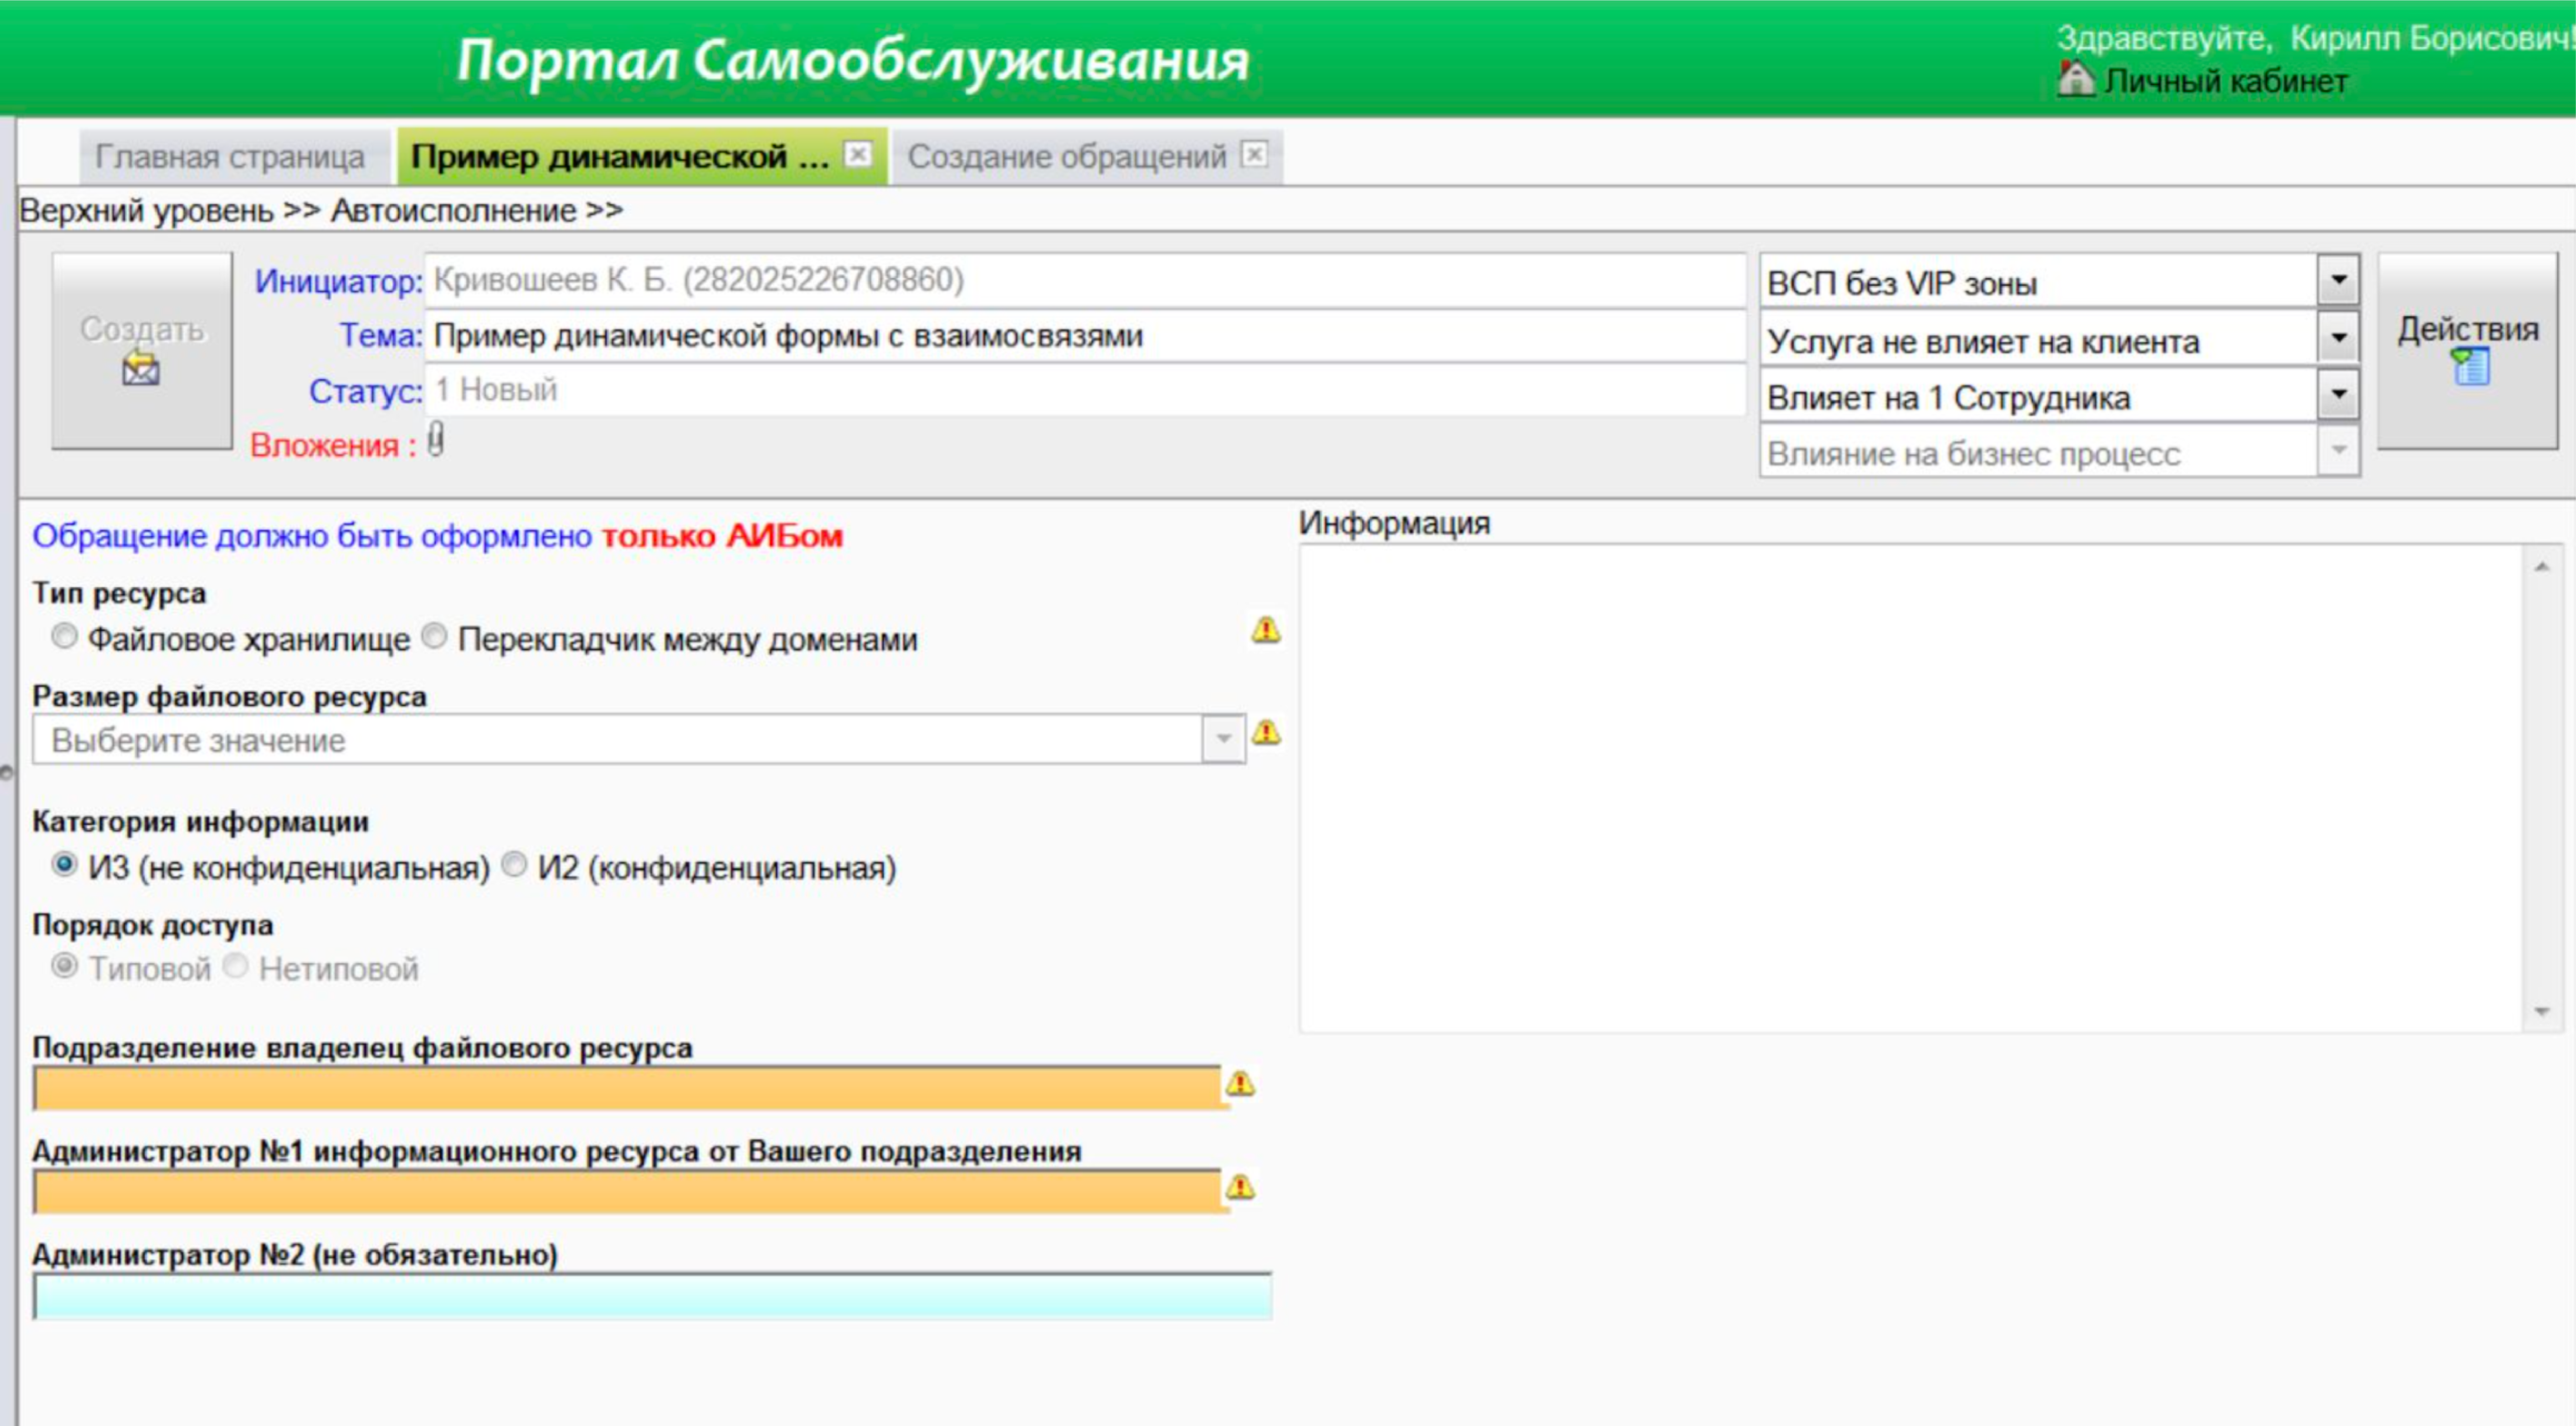 Портал Самообслуживания
Здравствуйте, Кирилл Борисович!
Личный кабинет
Главная страница
Пример динамической ...
Создание обращений
Верхний уровень >> Автоисполнение >>
Создать
Инициатор: Кривошеев К. Б. (282025226708860)
Тема: Пример динамической формы с взаимосвязями
Статус: 1 Новый
Вложения :
ВСП без VIP зоны
Услуга не влияет на клиента
Влияет на 1 Сотрудника
Влияние на бизнес процесс
Действия
Обращение должно быть оформлено только АИБом
Тип ресурса
Файловое хранилище Перекладчик между доменами
Размер файлового ресурса
Выберите значение
Категория информации
И3 (не конфиденциальная) И2 (конфиденциальная)
Порядок доступа
Типовой Нетиповой
Подразделение владелец файлового ресурса
Администратор №1 информационного ресурса от Вашего подразделения
Администратор №2 (не обязательно)
Информация